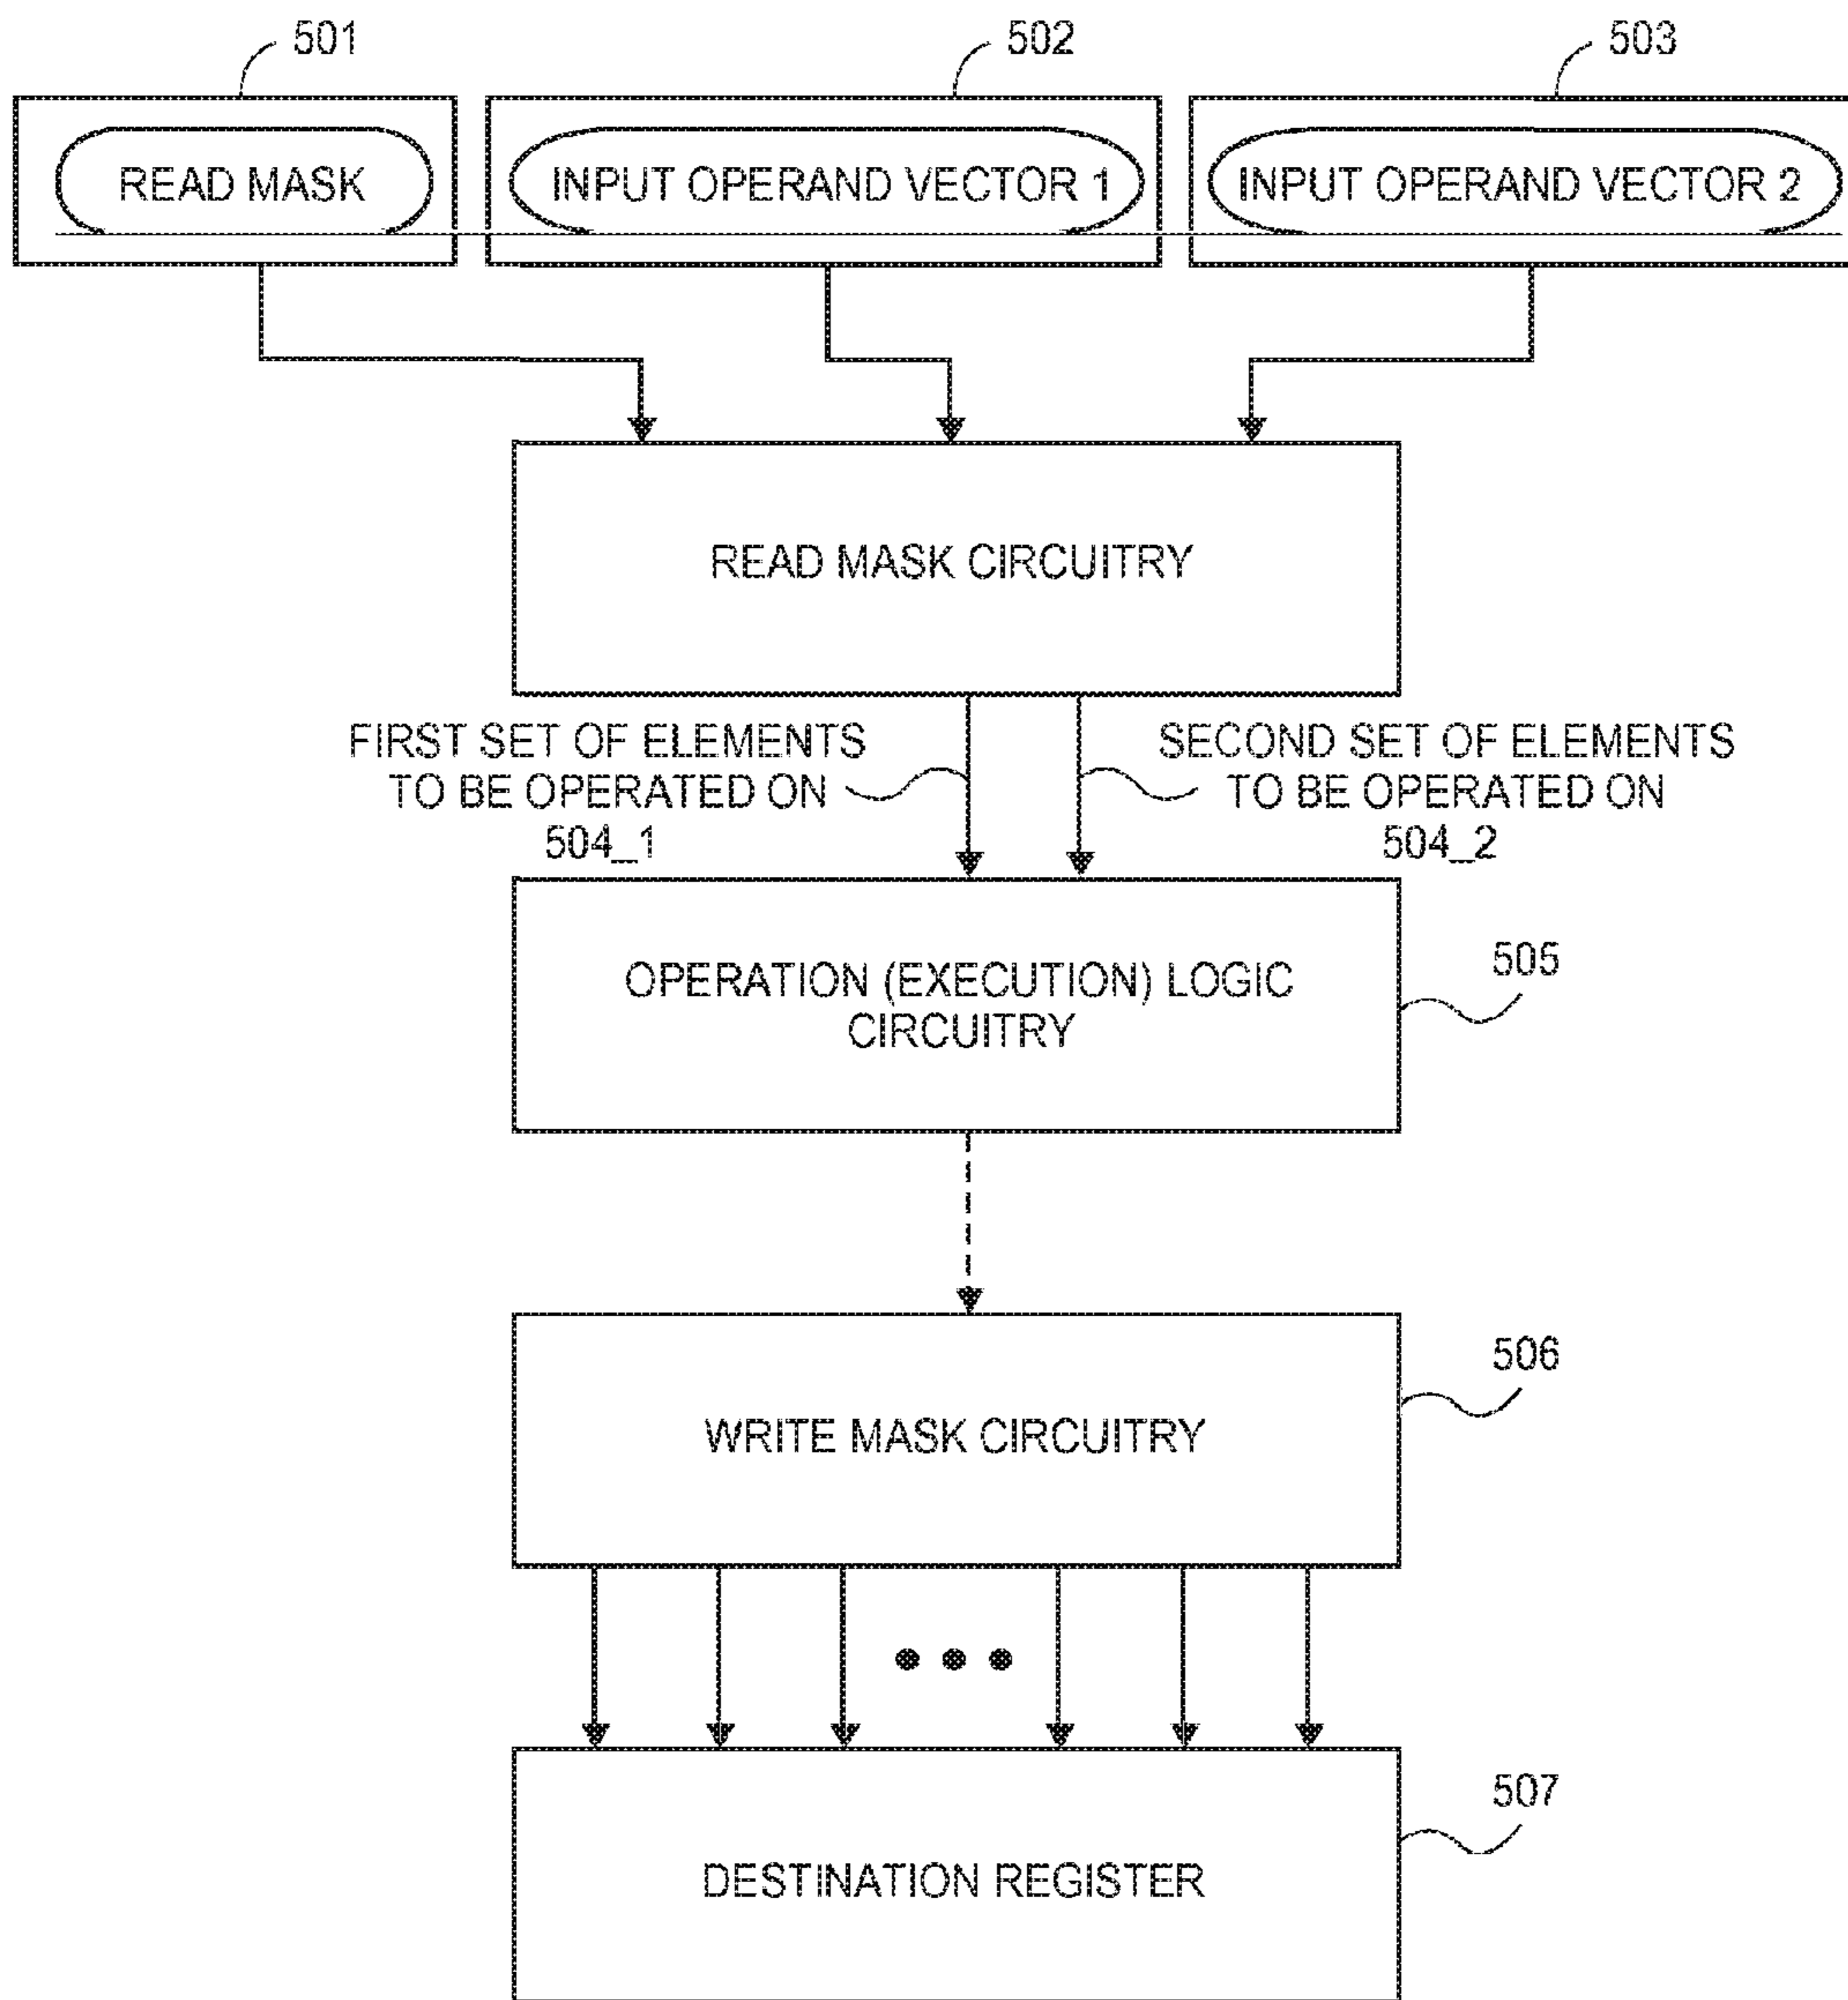 501
502
503
READ MASK
INPUT OPERAND VECTOR 1
INPUT OPERAND VECTOR 2
READ MASK CIRCUITRY
FIRST SET OF ELEMENTS
TO BE OPERATED ON
504_1
SECOND SET OF ELEMENTS
TO BE OPERATED ON
504_2
OPERATION (EXECUTION) LOGIC
CIRCUITRY
505
WRITE MASK CIRCUITRY
506
DESTINATION REGISTER
507